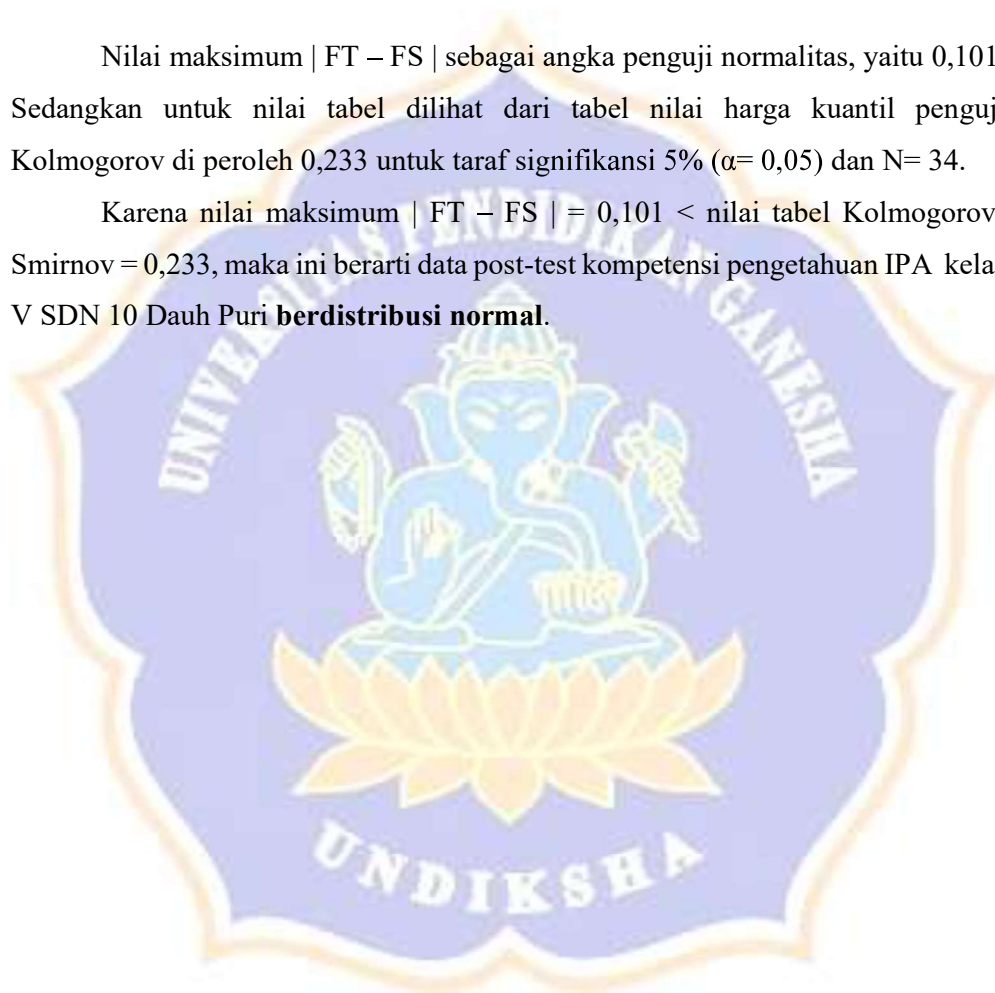 Nilai maksimum | FT – FS | sebagai angka penguji normalitas, yaitu 0,101
Sedangkan untuk nilai tabel dilihat dari tabel nilai harga kuantil penguj
Kolmogorov di peroleh 0,233 untuk taraf signifikansi 5% (α= 0,05) dan N= 34.
Karena nilai maksimum | FT – FS | = 0,101 < nilai tabel Kolmogorov
Smirnov = 0,233, maka ini berarti data post-test kompetensi pengetahuan IPA kela
V SDN 10 Dauh Puri berdistribusi normal.
UNIVERSITAS PENDIDIKAN GANESHA
UNDIKSHA